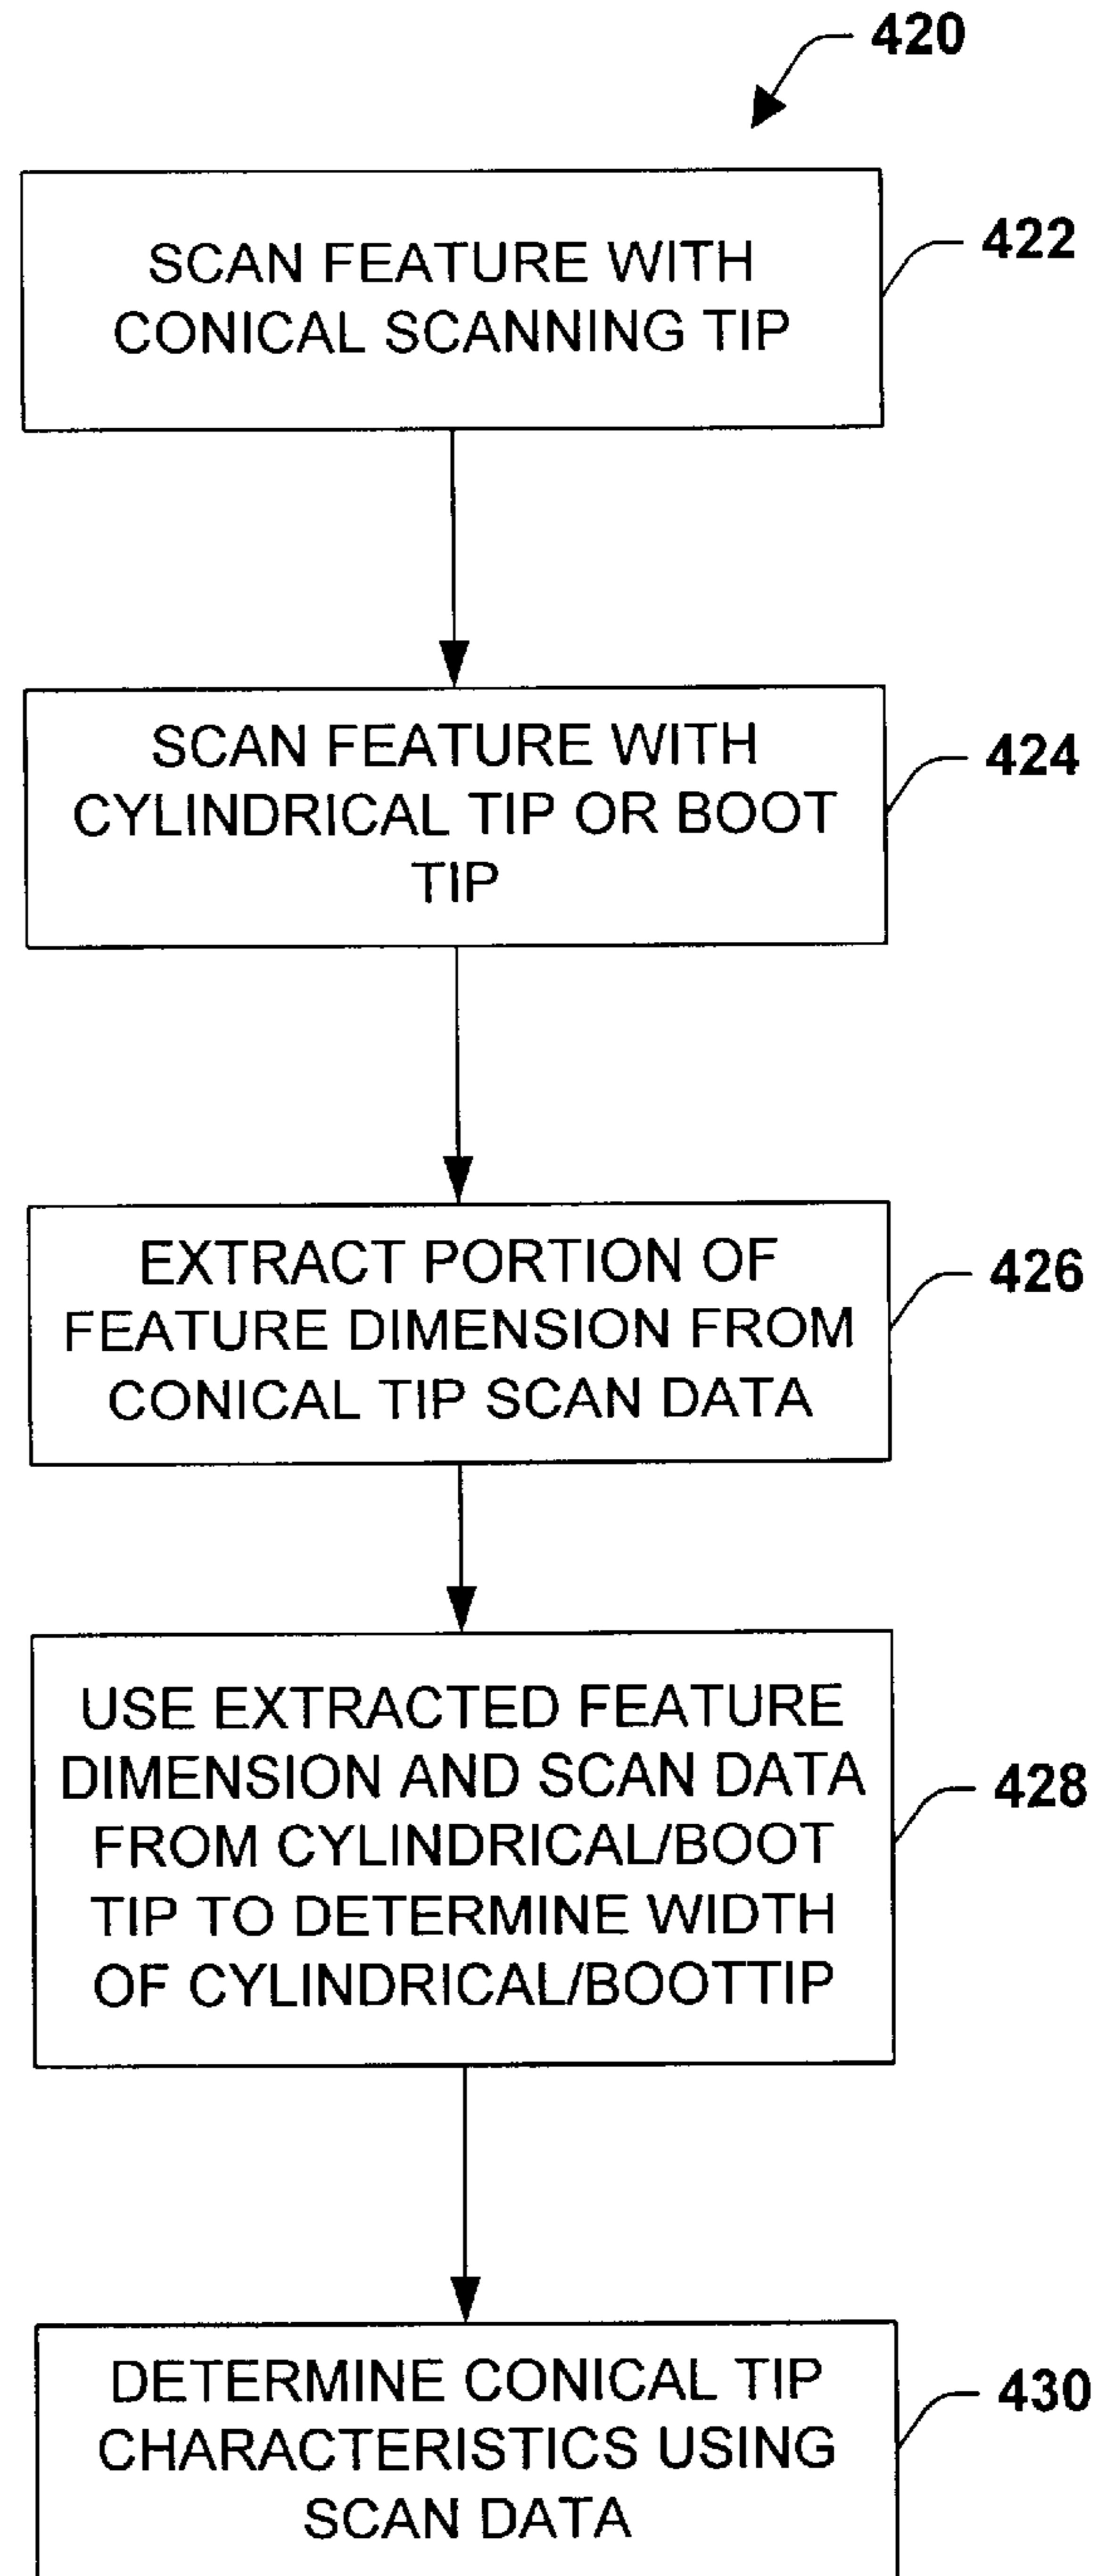 420
SCAN FEATURE WITH
CONICAL SCANNING TIP
422
SCAN FEATURE WITH
CYLINDRICAL TIP OR BOOT
TIP
424
EXTRACT PORTION OF
FEATURE DIMENSION FROM
CONICAL TIP SCAN DATA
426
USE EXTRACTED FEATURE
DIMENSION AND SCAN DATA
FROM CYLINDRICAL/BOOT
TIP TO DETERMINE WIDTH
OF CYLINDRICAL/BOOTTIP
428
DETERMINE CONICAL TIP
CHARACTERISTICS USING
SCAN DATA
430